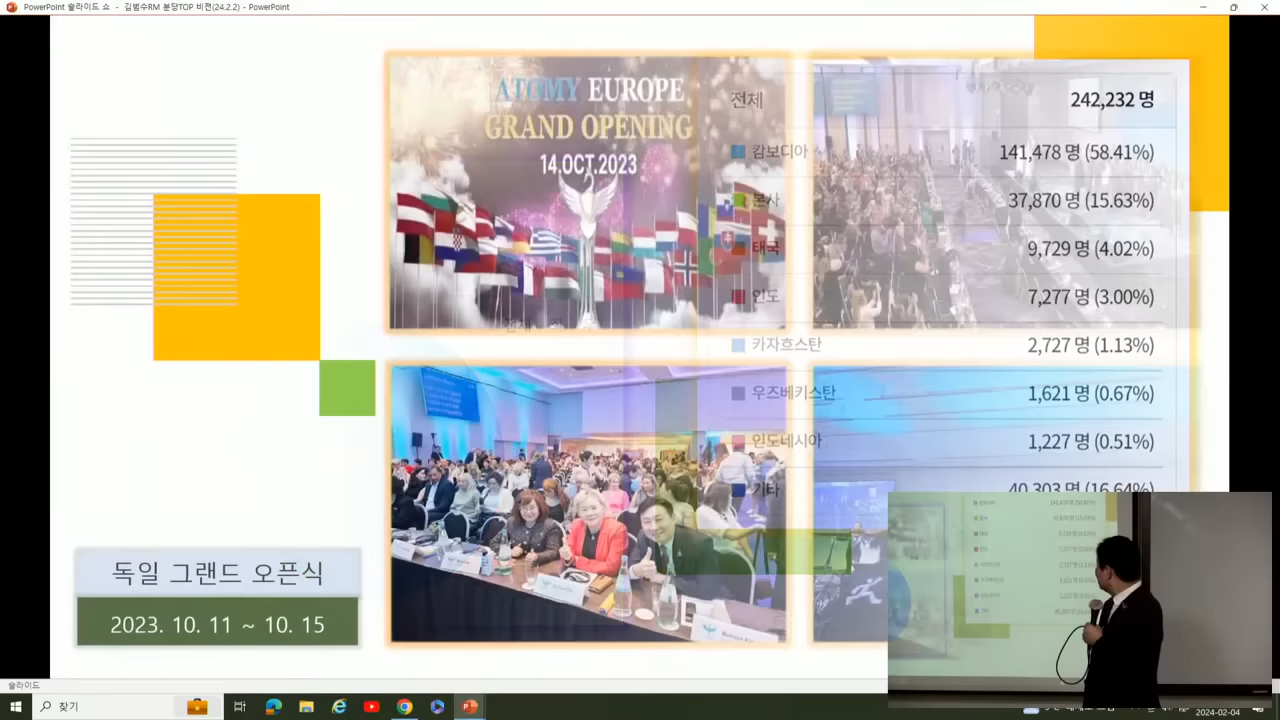 PowerPoint 슬라이드 쇼 - 김범수RM 분당TOP 비젼(24.2.2) - PowerPoint
ATOMY EUROPE
GRAND OPENING
14.OCT.2023
전체 242,232 명
캄보디아 141,478 명 (58.41%)
본사 37,870 명 (15.63%)
태국 9,729 명 (4.02%)
인도 7,277 명 (3.00%)
카자흐스탄 2,727 명 (1.13%)
우즈베키스탄 1,621 명 (0.67%)
인도네시아 1,227 명 (0.51%)
기타 40,303 명 (16.64%)
독일 그랜드 오픈식
2023. 10. 11 ~ 10. 15
슬라이드
찾기
2024-02-04